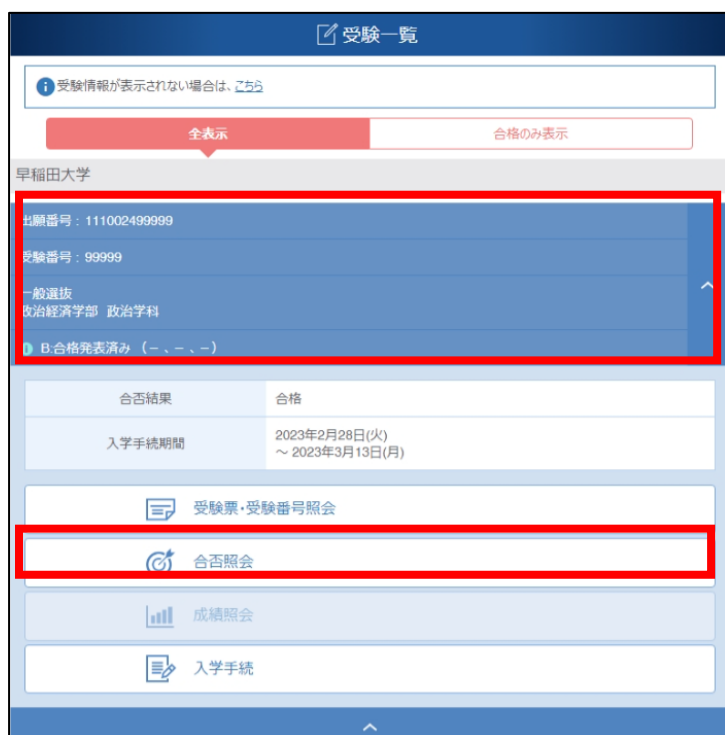 受験一覧
受験情報が表示されない場合は、こちら
全表示
合格のみ表示
早稲田大学
出願番号：111002499999
受験番号：99999
一般選抜
政治経済学部 政治学科
B:合格発表済み （－、－、－）
合否結果 合格
入学手続期間 2023年2月28日(火)
～ 2023年3月13日(月)
受験票・受験番号照会
合否照会
成績照会
入学手続